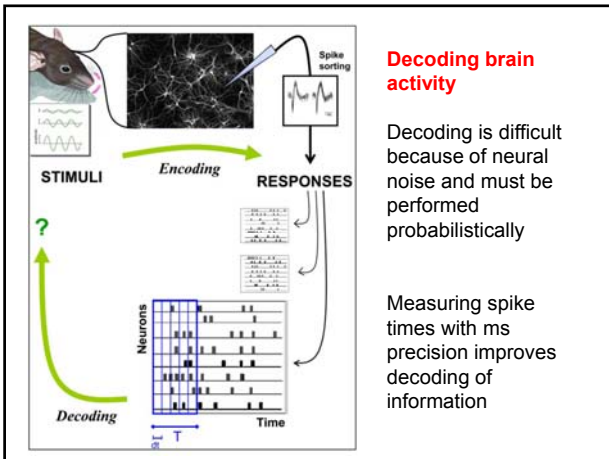 Spike
sorting
STIMULI
Encoding
RESPONSES
?
Neurons
Time
Decoding
dt
T
Decoding brain
activity
Decoding is difficult
because of neural
noise and must be
performed
probabilistically
Measuring spike
times with ms
precision improves
decoding of
information